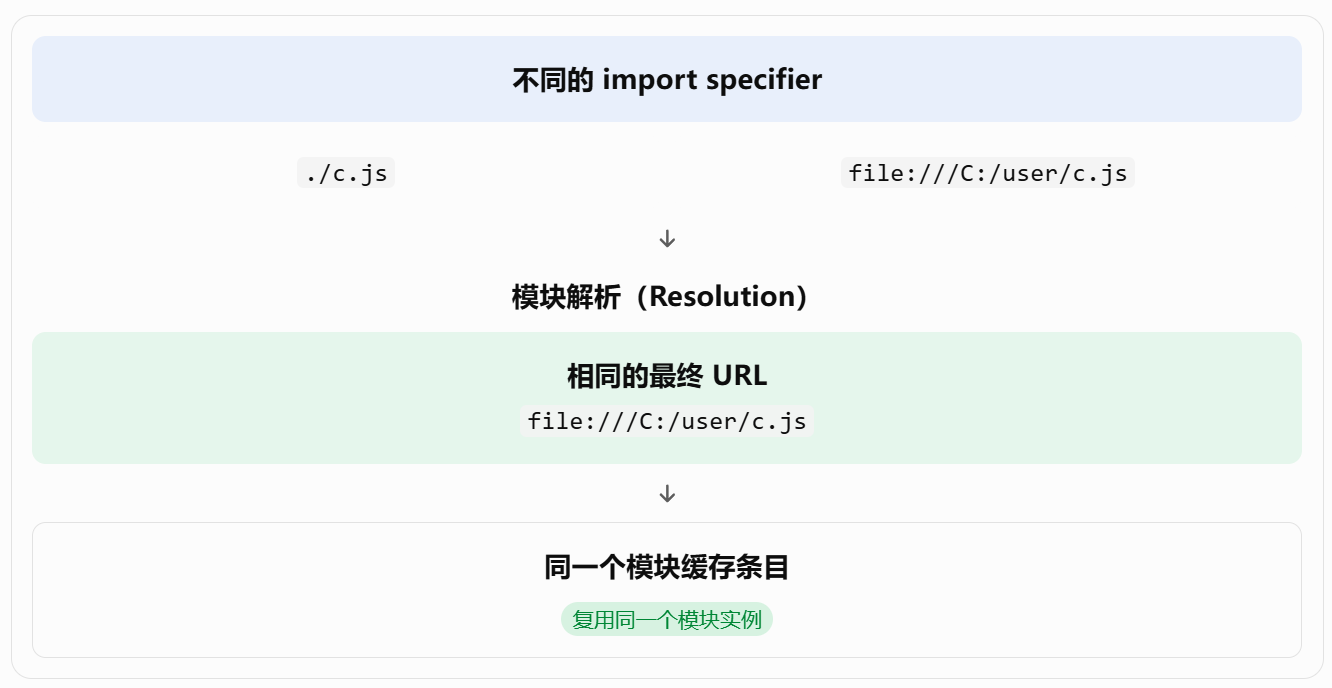 不同的 import specifier
./c.js
file:///C:/user/c.js
↓
模块解析（Resolution）
相同的最终 URL
file:///C:/user/c.js
↓
同一个模块缓存条目
复用同一个模块实例